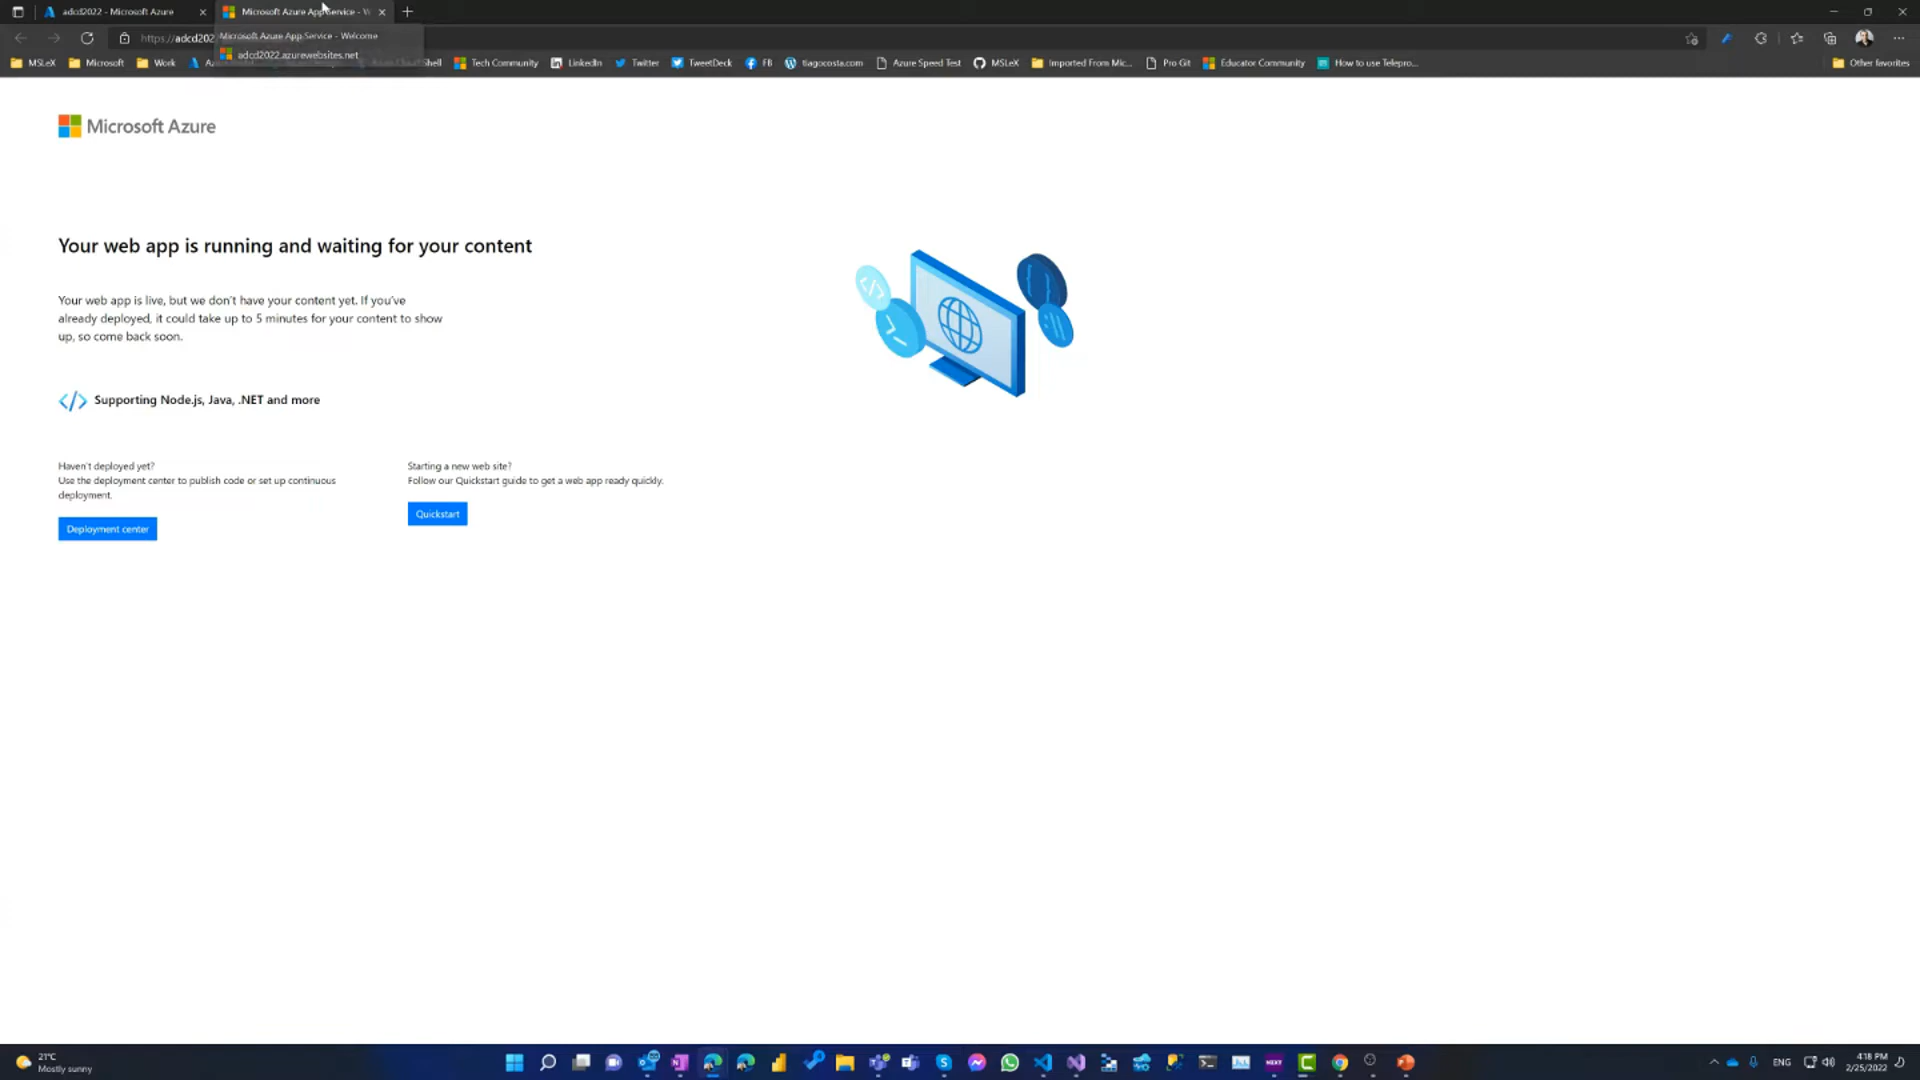 adcd2022 - Microsoft Azure
Microsoft Azure App Service - W
https://adcd202
Microsoft Azure App Service - Welcome
adcd2022.azurewebsites.net
MSLeX
Microsoft
Work
Tech Community
LinkedIn
Twitter
TweetDeck
FB
tiagocosta.com
Azure Speed Test
MSLeX
Imported From Mic...
Pro Git
Educator Community
How to use Telepro...
Other favorites
Microsoft Azure
Your web app is running and waiting for your content
Your web app is live, but we don't have your content yet. If you've
already deployed, it could take up to 5 minutes for your content to show
up, so come back soon.
Supporting Node.js, Java, .NET and more
Haven't deployed yet?
Use the deployment center to publish code or set up continuous
deployment.
Deployment center
Starting a new web site?
Follow our Quickstart guide to get a web app ready quickly.
Quickstart
21°C
Mostly sunny
NEXT
ENG
4:18 PM
2/25/2022